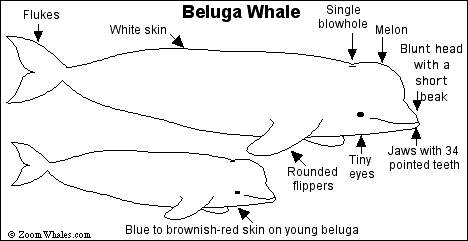 Beluga Whale
Flukes
White skin
Single
blowhole
Melon
Blunt head
with a
short
beak
Jaws with 34
pointed teeth
Tiny
eyes
Rounded
flippers
Blue to brownish-red skin on young beluga
© ZoomWhales.com